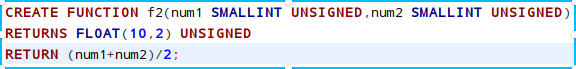 CREATE FUNCTION f2(num1 SMALLINT UNSIGNED,num2 SMALLINT UNSIGNED)
RETURNS FLOAT(10,2) UNSIGNED
RETURN (num1+num2)/2;